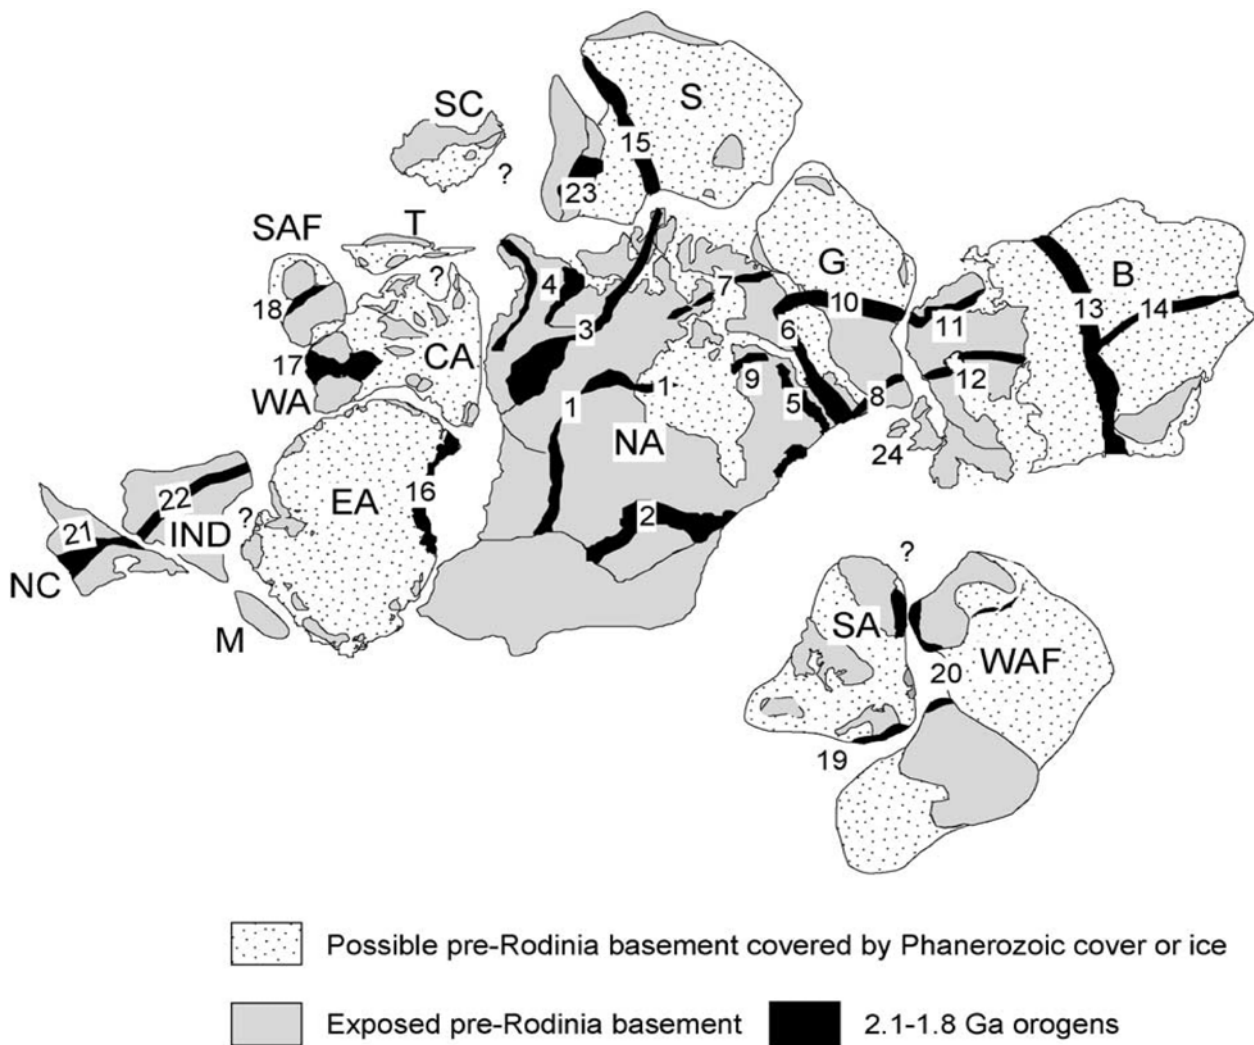 S
SC
15
?
23
SAF
T
?
G
B
4
7
18
10
13
14
3
6
11
17
CA
WA
1
1
9
8
12
5
NA
24
EA
16
2
22
21
IND
?
NC
M
?
SA
WAF
20
19
Possible pre-Rodinia basement covered by Phanerozoic cover or ice
Exposed pre-Rodinia basement
2.1-1.8 Ga orogens